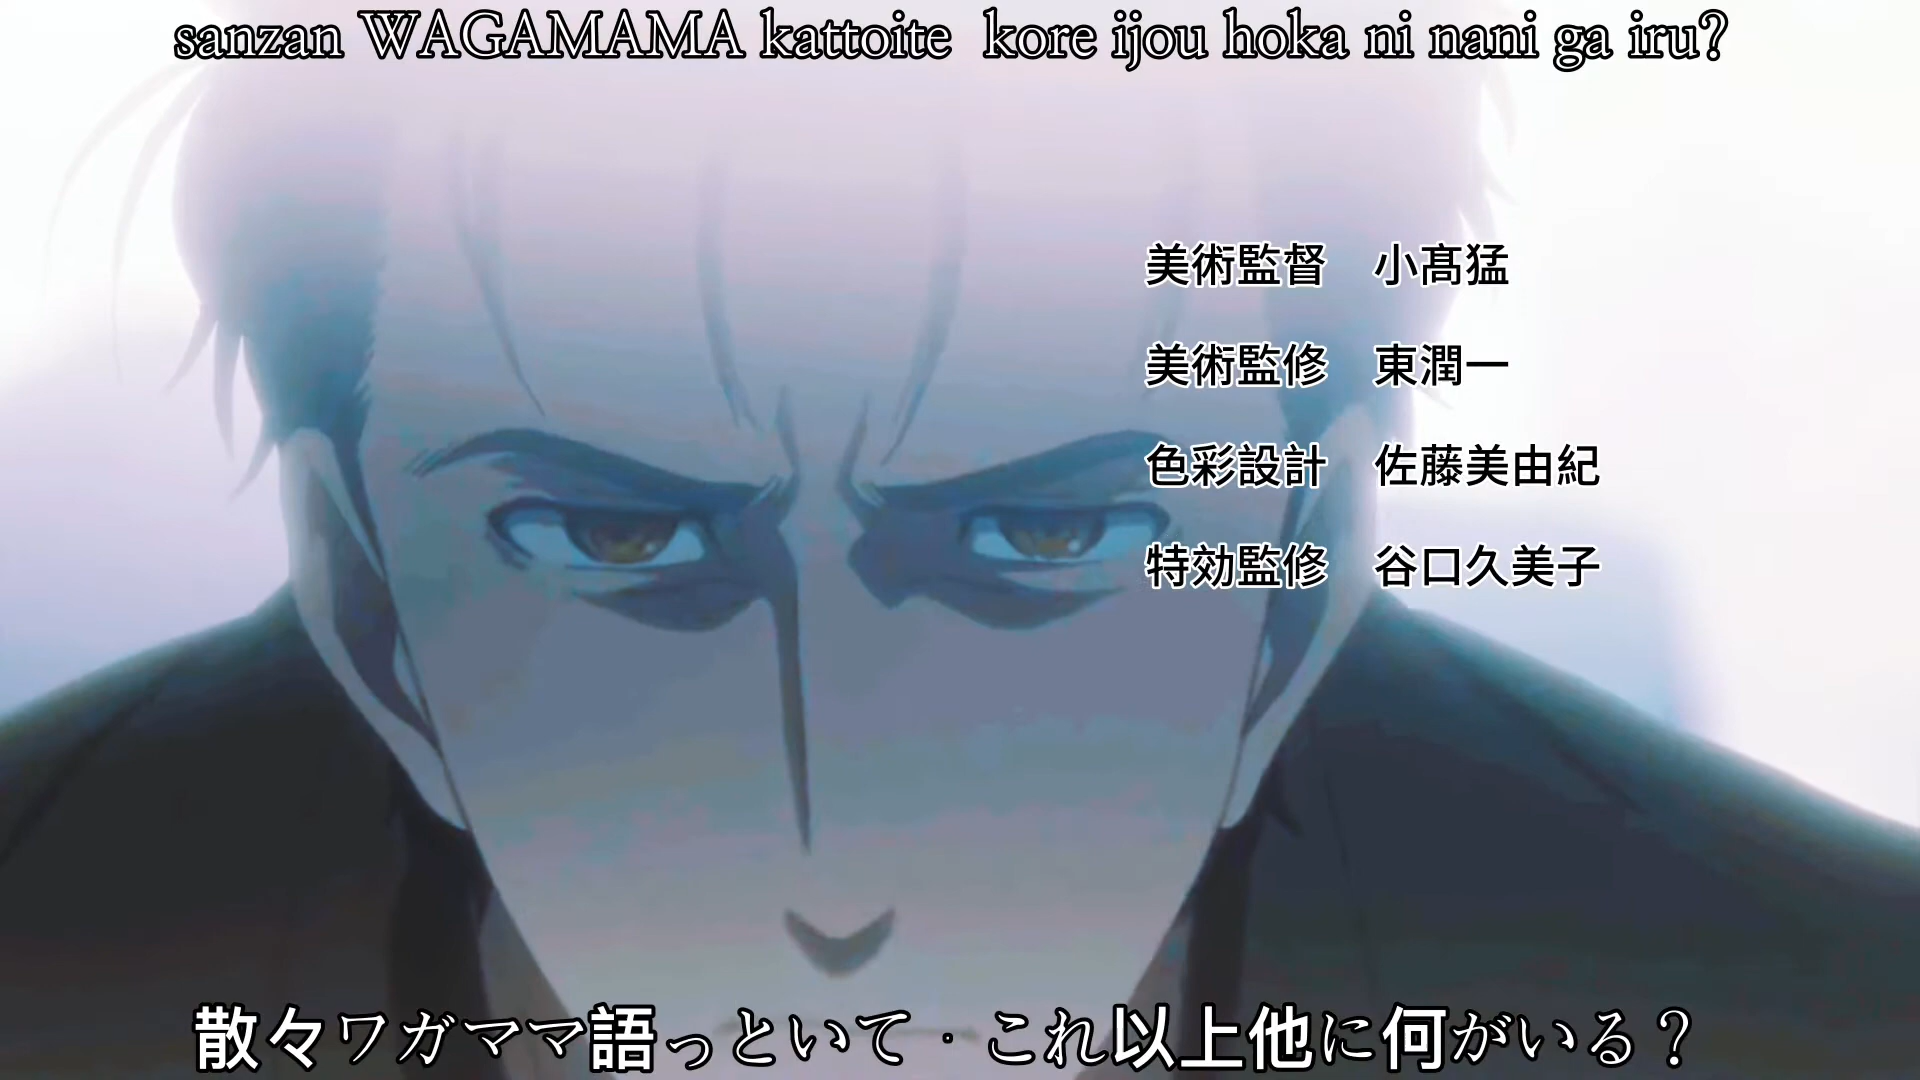 sanzan WAGAMAMA kattoite kore ijou hoka ni nani ga iru?
美術監督 小髙猛
美術監修 東潤一
色彩設計 佐藤美由紀
特効監修 谷口久美子
散々ワガママ語っといて・これ以上他に何がいる？